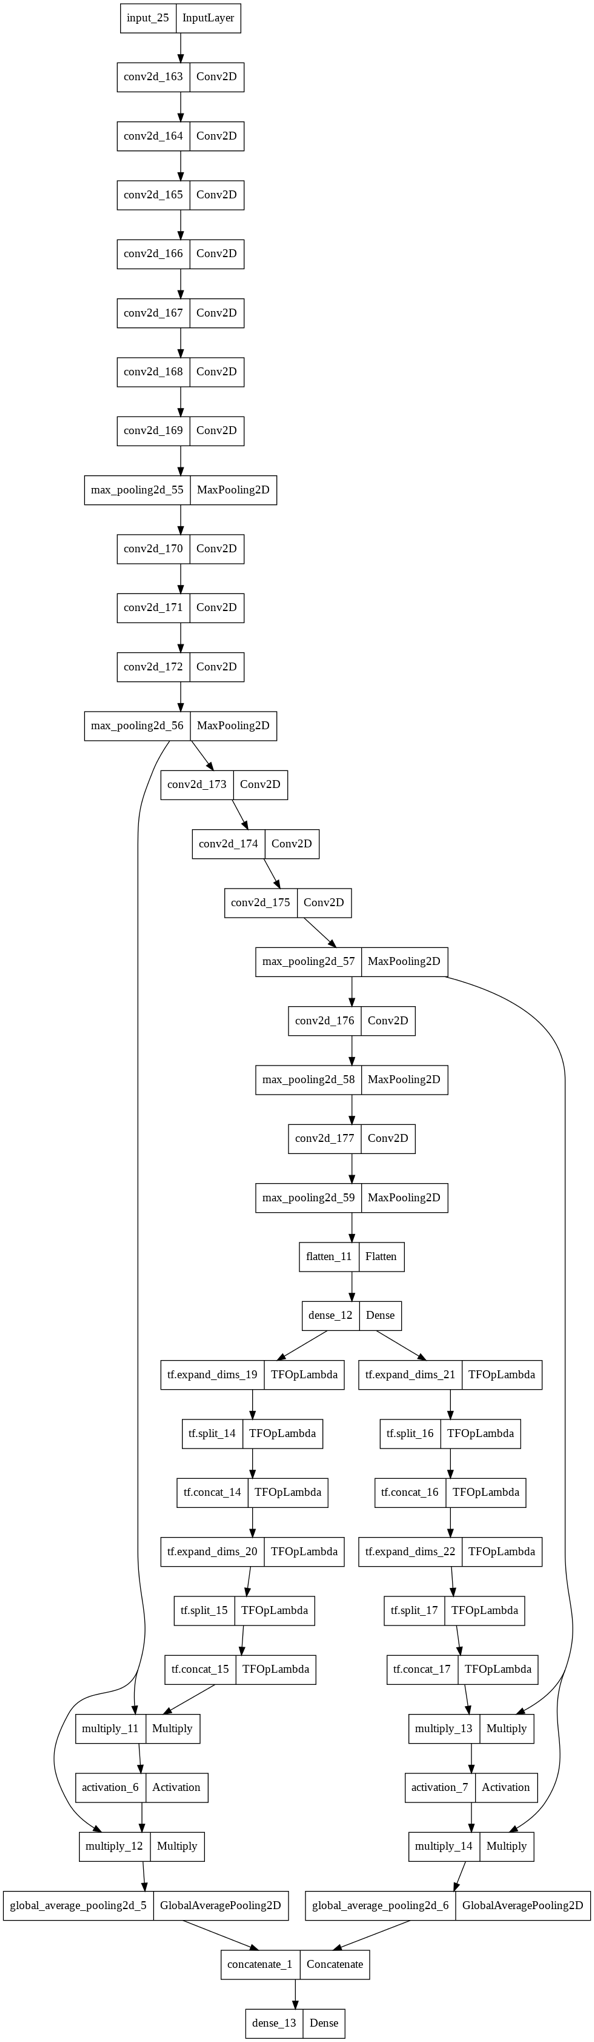 input_25 InputLayer
conv2d_163 Conv2D
conv2d_164 Conv2D
conv2d_165 Conv2D
conv2d_166 Conv2D
conv2d_167 Conv2D
conv2d_168 Conv2D
conv2d_169 Conv2D
max_pooling2d_55 MaxPooling2D
conv2d_170 Conv2D
conv2d_171 Conv2D
conv2d_172 Conv2D
max_pooling2d_56 MaxPooling2D
conv2d_173 Conv2D
conv2d_174 Conv2D
conv2d_175 Conv2D
max_pooling2d_57 MaxPooling2D
conv2d_176 Conv2D
max_pooling2d_58 MaxPooling2D
conv2d_177 Conv2D
max_pooling2d_59 MaxPooling2D
flatten_11 Flatten
dense_12 Dense
tf.expand_dims_19 TFOpLambda tf.expand_dims_21 TFOpLambda
tf.split_14 TFOpLambda tf.split_16 TFOpLambda
tf.concat_14 TFOpLambda tf.concat_16 TFOpLambda
tf.expand_dims_20 TFOpLambda tf.expand_dims_22 TFOpLambda
tf.split_15 TFOpLambda tf.split_17 TFOpLambda
tf.concat_15 TFOpLambda tf.concat_17 TFOpLambda
multiply_11 Multiply multiply_13 Multiply
activation_6 Activation activation_7 Activation
multiply_12 Multiply multiply_14 Multiply
global_average_pooling2d_5 GlobalAveragePooling2D global_average_pooling2d_6 GlobalAveragePooling2D
concatenate_1 Concatenate
dense_13 Dense